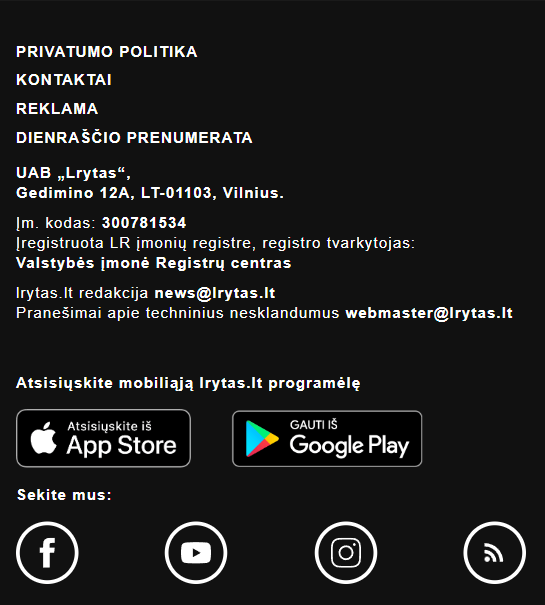 PRIVATUMO POLITIKA
KONTAKTAI
REKLAMA
DIENRAŠČIO PRENUMERATA
UAB „Lrytas“,
Gedimino 12A, LT-01103, Vilnius.
Įm. kodas: 300781534
Įregistruota LR įmonių registre, registro tvarkytojas:
Valstybės įmonė Registrų centras
lrytas.lt redakcija news@lrytas.lt
Pranešimai apie techninius nesklandumus webmaster@lrytas.lt
Atsisiųskite mobiliąją lrytas.lt programėlę
Atsisiųskite iš
App Store
GAUTI IŠ
Google Play
Sekite mus: